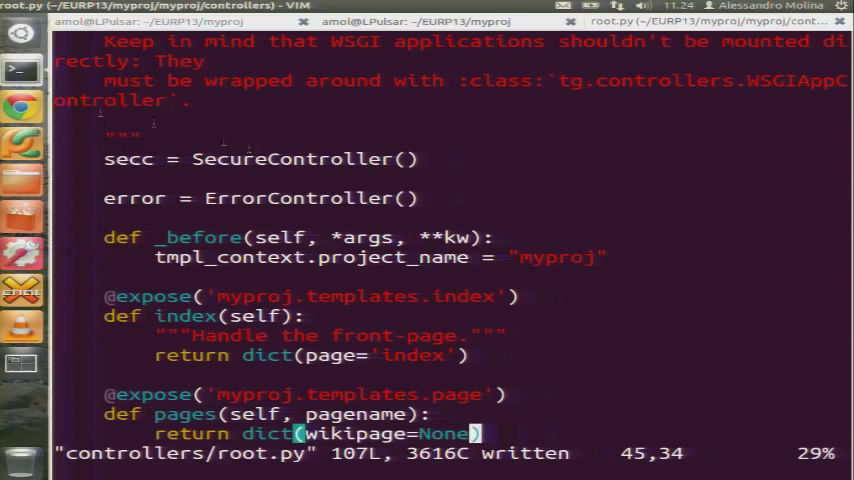 root.py (~/EURP13/myproj/myproj/controllers) - VIM
11.24 Alessandro Molina
amol@LPulsar: ~/EURP13/myproj
amol@LPulsar: ~/EURP13/myproj
root.py (~/EURP13/myproj/myproj/cont...
Keep in mind that WSGI applications shouldn't be mounted di
rectly: They
must be wrapped around with :class:`tg.controllers.WSGIAppC
ontroller`.
"""
secc = SecureController()
error = ErrorController()
def _before(self, *args, **kw):
tmpl_context.project_name = "myproj"
@expose('myproj.templates.index')
def index(self):
"""Handle the front-page."""
return dict(page='index')
@expose('myproj.templates.page')
def pages(self, pagename):
return dict(wikipage=None)
"controllers/root.py" 107L, 3616C written 45,34 29%